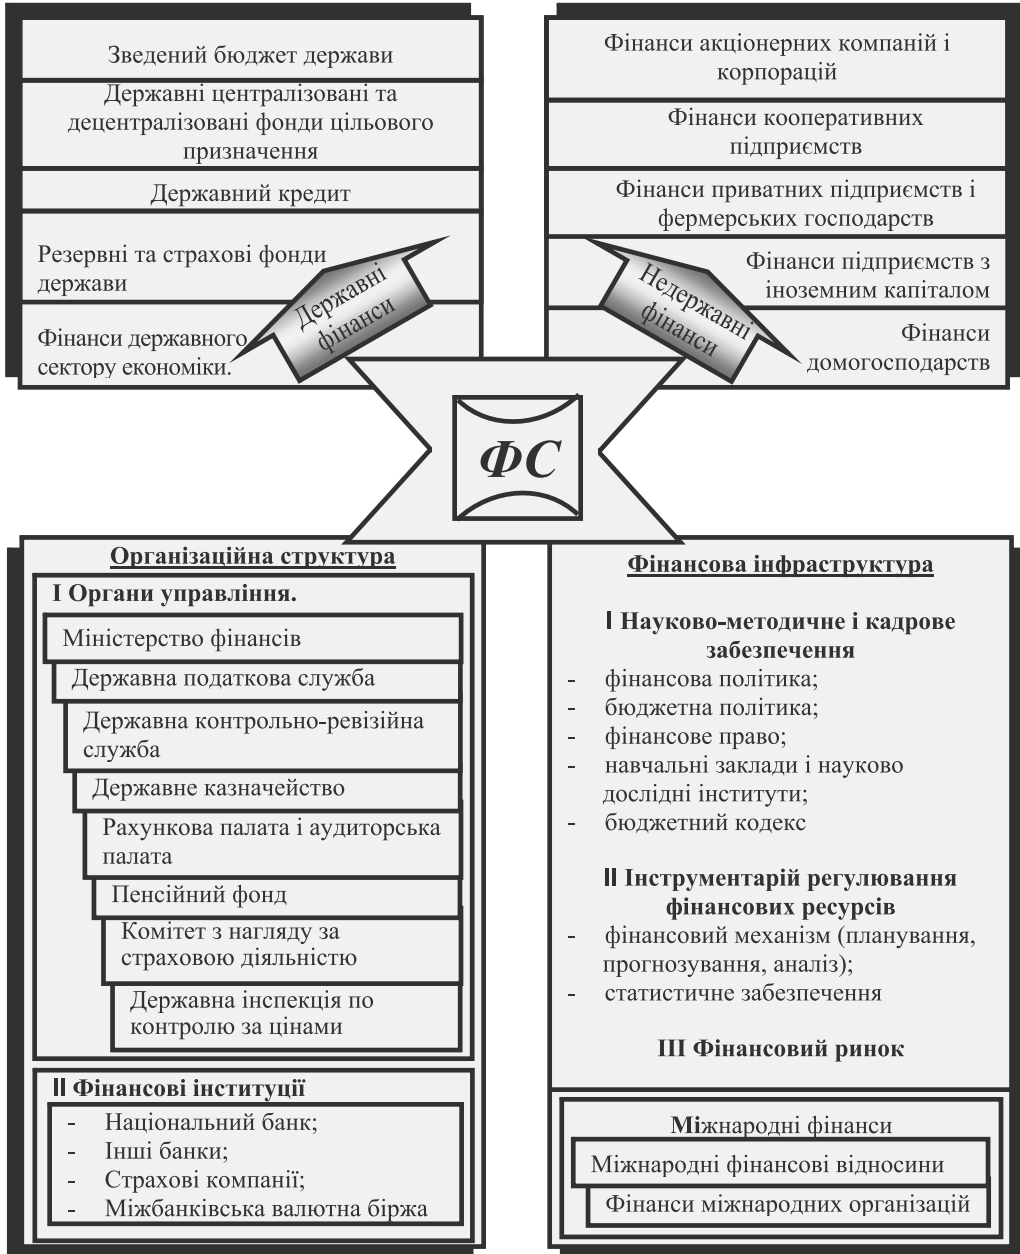 Зведений бюджет держави
Державні централізовані та
децентралізовані фонди цільового
призначення
Державний кредит
Резервні та страхові фонди
держави
Фінанси державного
сектору економіки.
Державні
фінанси
Фінанси акціонерних компаній і
корпорацій
Фінанси кооперативних
підприємств
Фінанси приватних підприємств і
фермерських господарств
Фінанси підприємств з
іноземним капіталом
Фінанси
домогосподарств
Недержавні
фінанси
ФС
Організаційна структура
І Органи управління.
Міністерство фінансів
Державна податкова служба
Державна контрольно-ревізійна
служба
Державне казначейство
Рахункова палата і аудиторська
палата
Пенсійний фонд
Комітет з нагляду за
страховою діяльністю
Державна інспекція по
контролю за цінами
ІІ Фінансові інституції
- Національний банк;
- Інші банки;
- Страхові компанії;
- Міжбанківська валютна біржа
Фінансова інфраструктура
І Науково-методичне і кадрове
забезпечення
- фінансова політика;
- бюджетна політика;
- фінансове право;
- навчальні заклади і науково
дослідні інститути;
- бюджетний кодекс
ІІ Інструментарій регулювання
фінансових ресурсів
- фінансовий механізм (планування,
прогнозування, аналіз);
- статистичне забезпечення
ІІІ Фінансовий ринок
Міжнародні фінанси
Міжнародні фінансові відносини
Фінанси міжнародних організацій